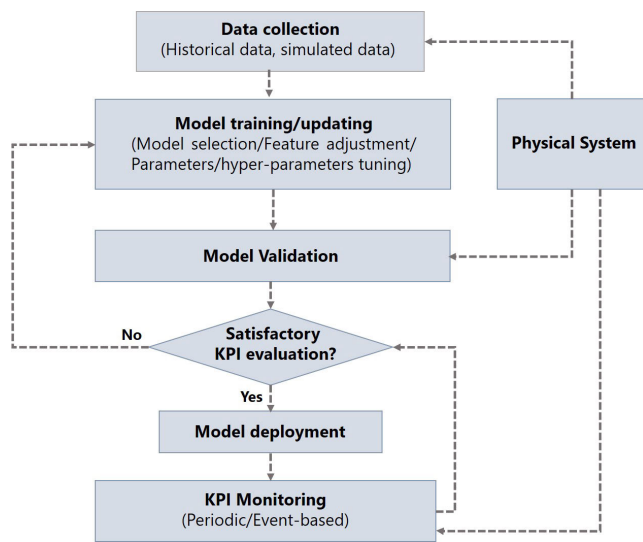 Data collection
(Historical data, simulated data)
Model training/updating
(Model selection/Feature adjustment/
Parameters/hyper-parameters tuning)
Physical System
Model Validation
No
Satisfactory
KPI evaluation?
Yes
Model deployment
KPI Monitoring
(Periodic/Event-based)